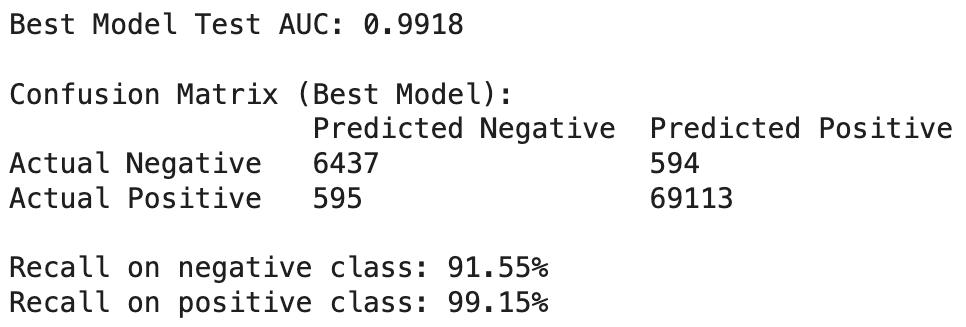 Best Model Test AUC: 0.9918
Confusion Matrix (Best Model):
Predicted Negative Predicted Positive
Actual Negative 6437 594
Actual Positive 595 69113
Recall on negative class: 91.55%
Recall on positive class: 99.15%